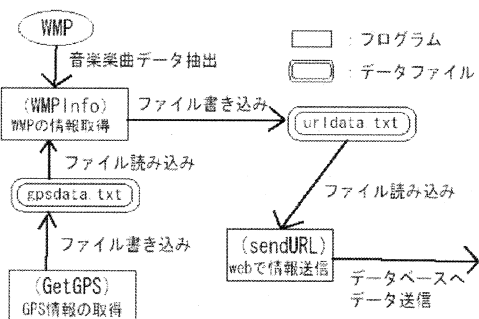 WMP
音楽楽曲データ抽出
:プログラム
:データファイル
(WMPInfo)
WMPの情報取得
ファイル書き込み
urldata.txt
ファイル読み込み
gpsdata.txt
ファイル読み込み
ファイル書き込み
(sendURL)
webで情報送信
データベースへ
データ送信
(GetGPS)
GPS情報の取得